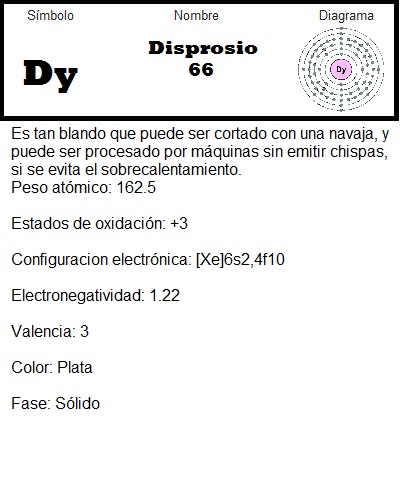 Símbolo Nombre Diagrama
Disprosio
66
Dy
Dy
Es tan blando que puede ser cortado con una navaja, y
puede ser procesado por máquinas sin emitir chispas,
si se evita el sobrecalentamiento.
Peso atómico: 162.5
Estados de oxidación: +3
Configuracion electrónica: [Xe]6s2,4f10
Electronegatividad: 1.22
Valencia: 3
Color: Plata
Fase: Sólido